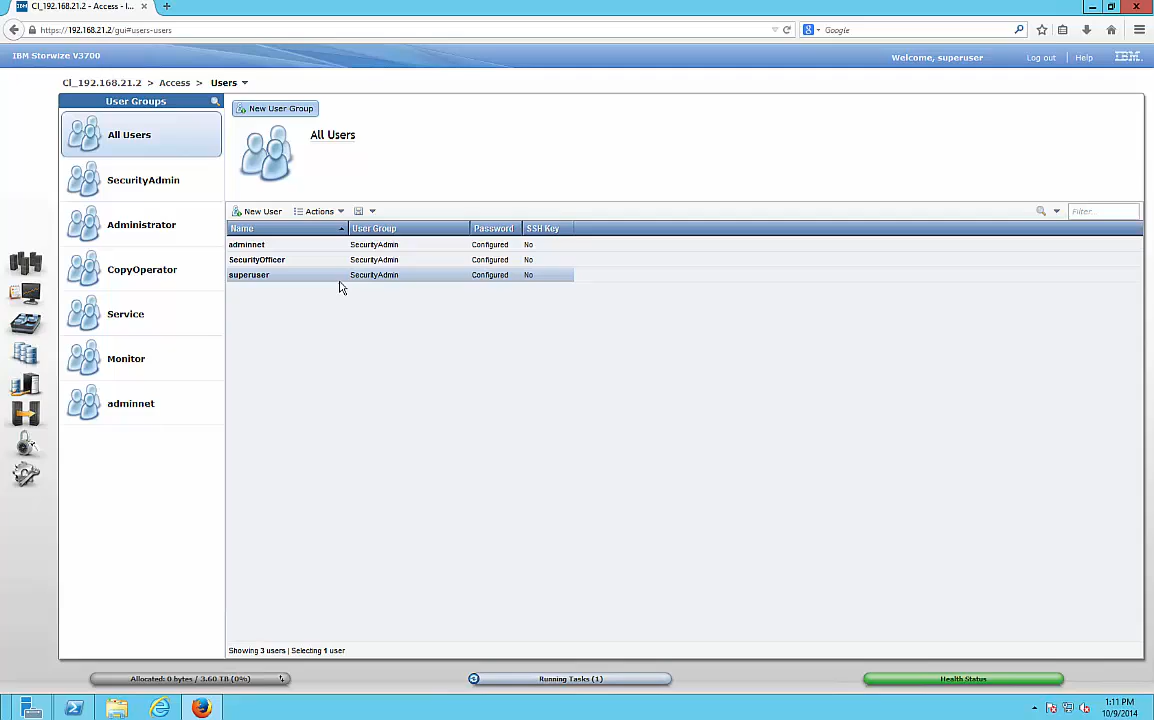 Cl_192.168.21.2 - Access - I...
https://192.168.21.2/gui#users-users
Google
IBM Storwize V3700
Welcome, superuser
Log out
Help
IBM.
Cl_192.168.21.2 > Access > Users
User Groups
All Users
SecurityAdmin
Administrator
CopyOperator
Service
Monitor
adminnet
New User Group
All Users
New User
Actions
Filter...
Name User Group Password SSH Key
adminnet SecurityAdmin Configured No
SecurityOfficer SecurityAdmin Configured No
superuser SecurityAdmin Configured No
Showing 3 users | Selecting 1 user
Allocated: 0 bytes / 3.60 TB (0%)
Running Tasks (1)
Health Status
1:11 PM
10/9/2014